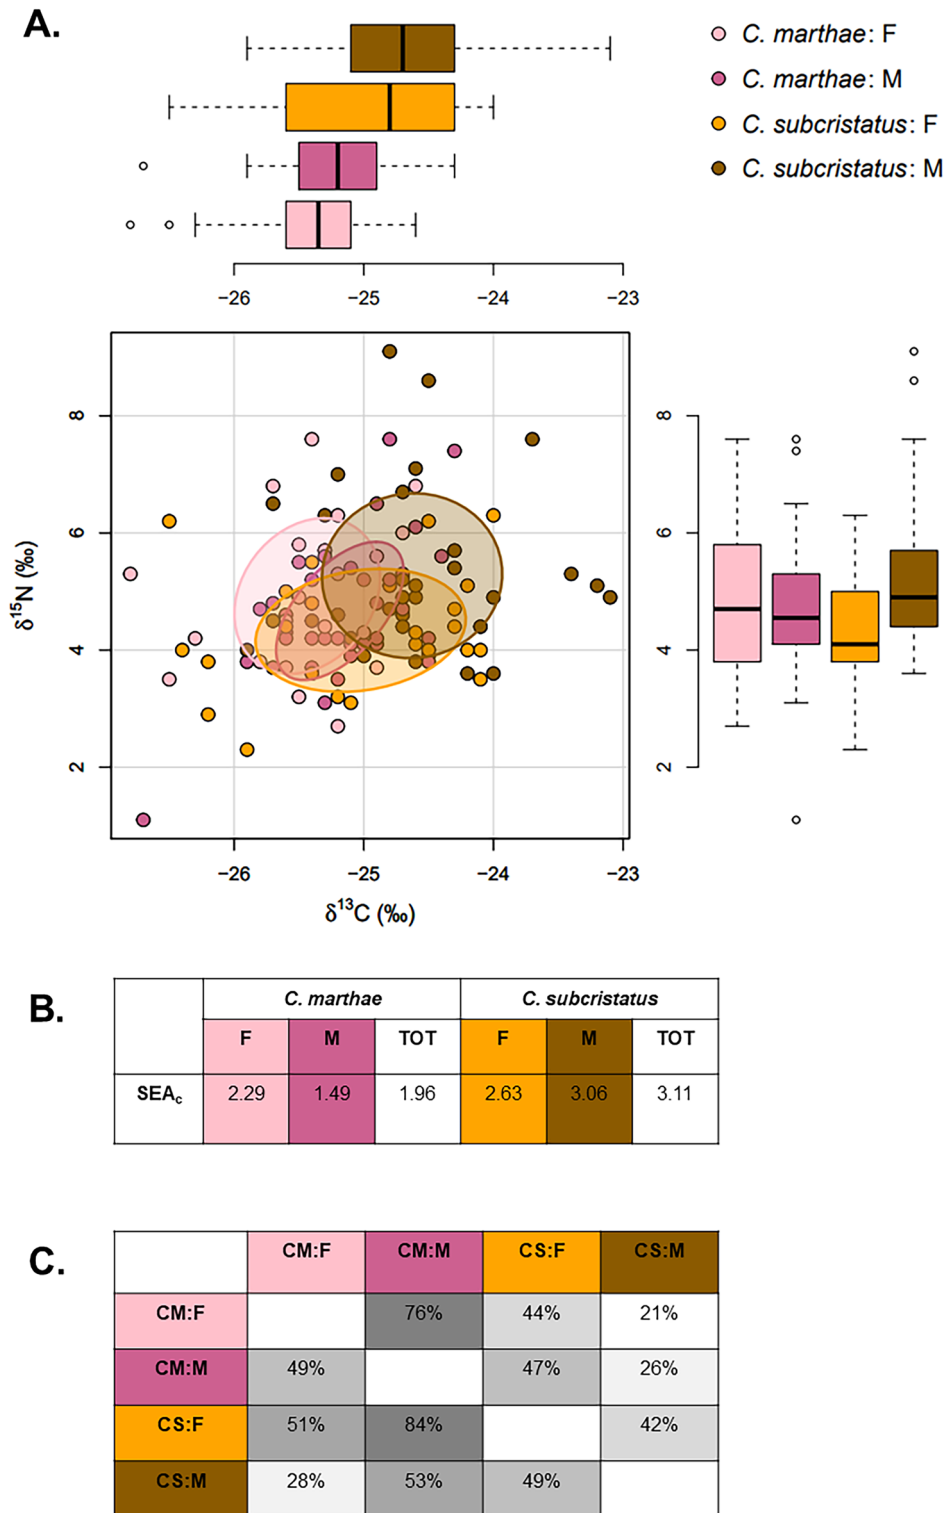 A.
C. marthae: F
C. marthae: M
C. subcristatus: F
C. subcristatus: M
−26 −25 −24 −23
8
6
4
2
δ15N (‰)
−26 −25 −24 −23
δ13C (‰)
8
6
4
2
B.
C. marthae C. subcristatus
F M TOT F M TOT
SEAc 2.29 1.49 1.96 2.63 3.06 3.11
C.
CM:F CM:M CS:F CS:M
CM:F 76% 44% 21%
CM:M 49% 47% 26%
CS:F 51% 84% 42%
CS:M 28% 53% 49%